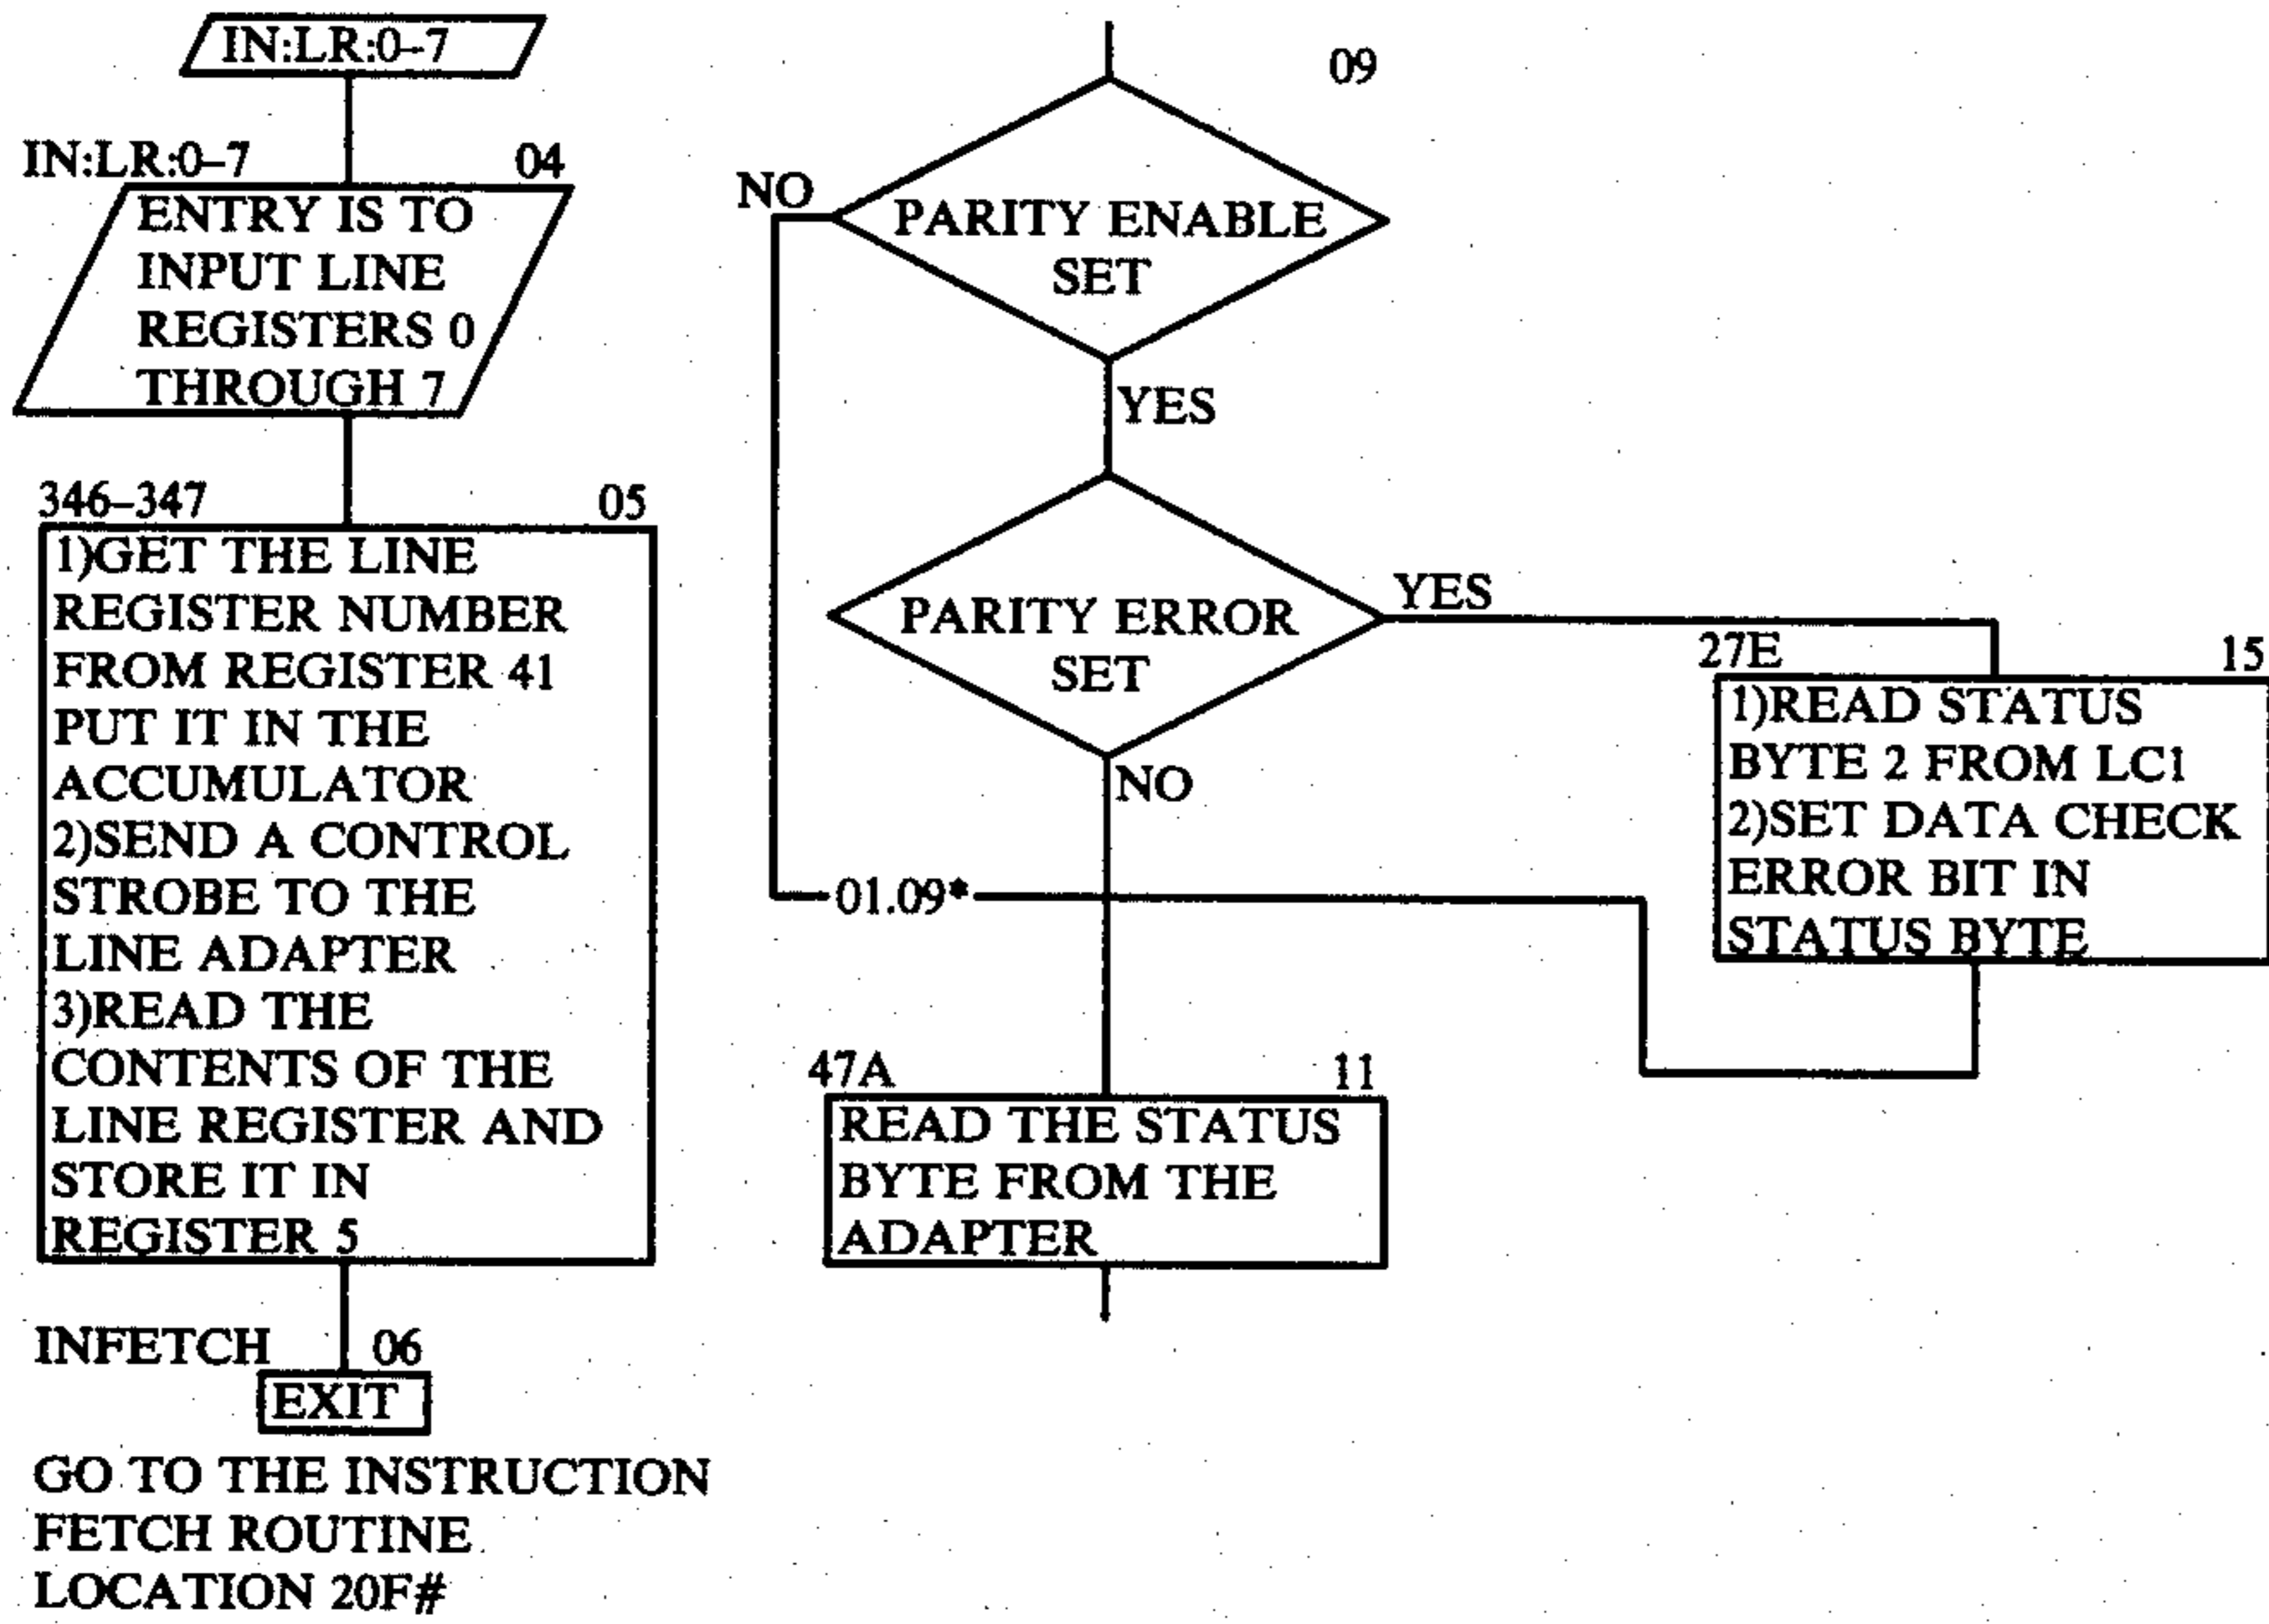 IN:LR:0–7
IN:LR:0–7 04
ENTRY IS TO
INPUT LINE
REGISTERS 0
THROUGH 7
346–347 05
1)GET THE LINE
REGISTER NUMBER
FROM REGISTER 41
PUT IT IN THE
ACCUMULATOR
2)SEND A CONTROL
STROBE TO THE
LINE ADAPTER
3)READ THE
CONTENTS OF THE
LINE REGISTER AND
STORE IT IN
REGISTER 5
INFETCH 06
EXIT
GO TO THE INSTRUCTION
FETCH ROUTINE
LOCATION 20F#
09
NO
PARITY ENABLE
SET
YES
PARITY ERROR
SET
YES
NO
01.09*
47A 11
READ THE STATUS
BYTE FROM THE
ADAPTER
27E 15
1)READ STATUS
BYTE 2 FROM LC1
2)SET DATA CHECK
ERROR BIT IN
STATUS BYTE